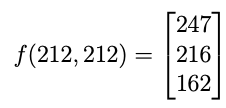 f(212, 212) = [247
216
162]